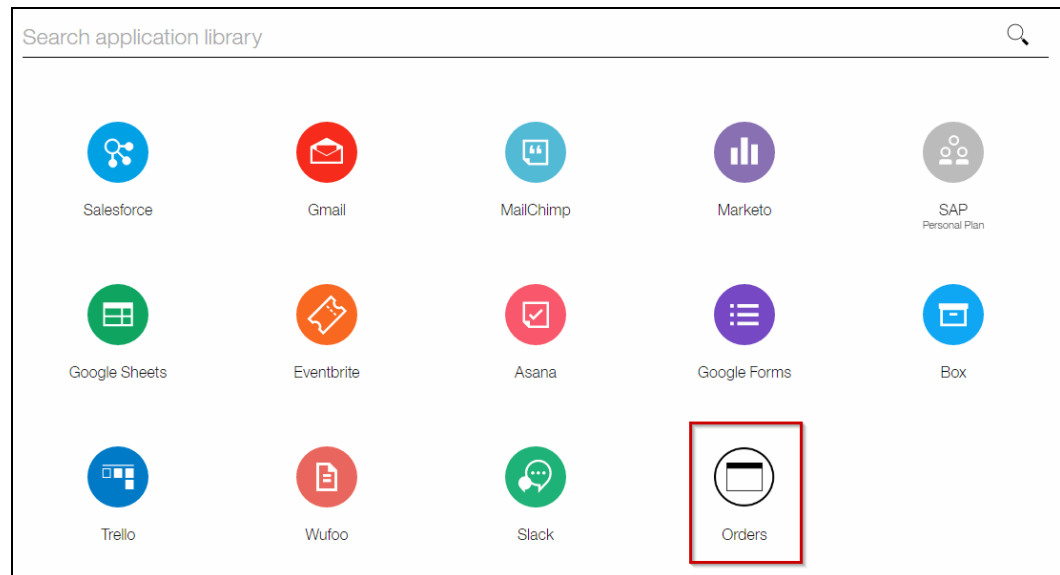 Search application library
Salesforce
Gmail
MailChimp
Marketo
SAP
Personal Plan
Google Sheets
Eventbrite
Asana
Google Forms
Box
Trello
Wufoo
Slack
Orders